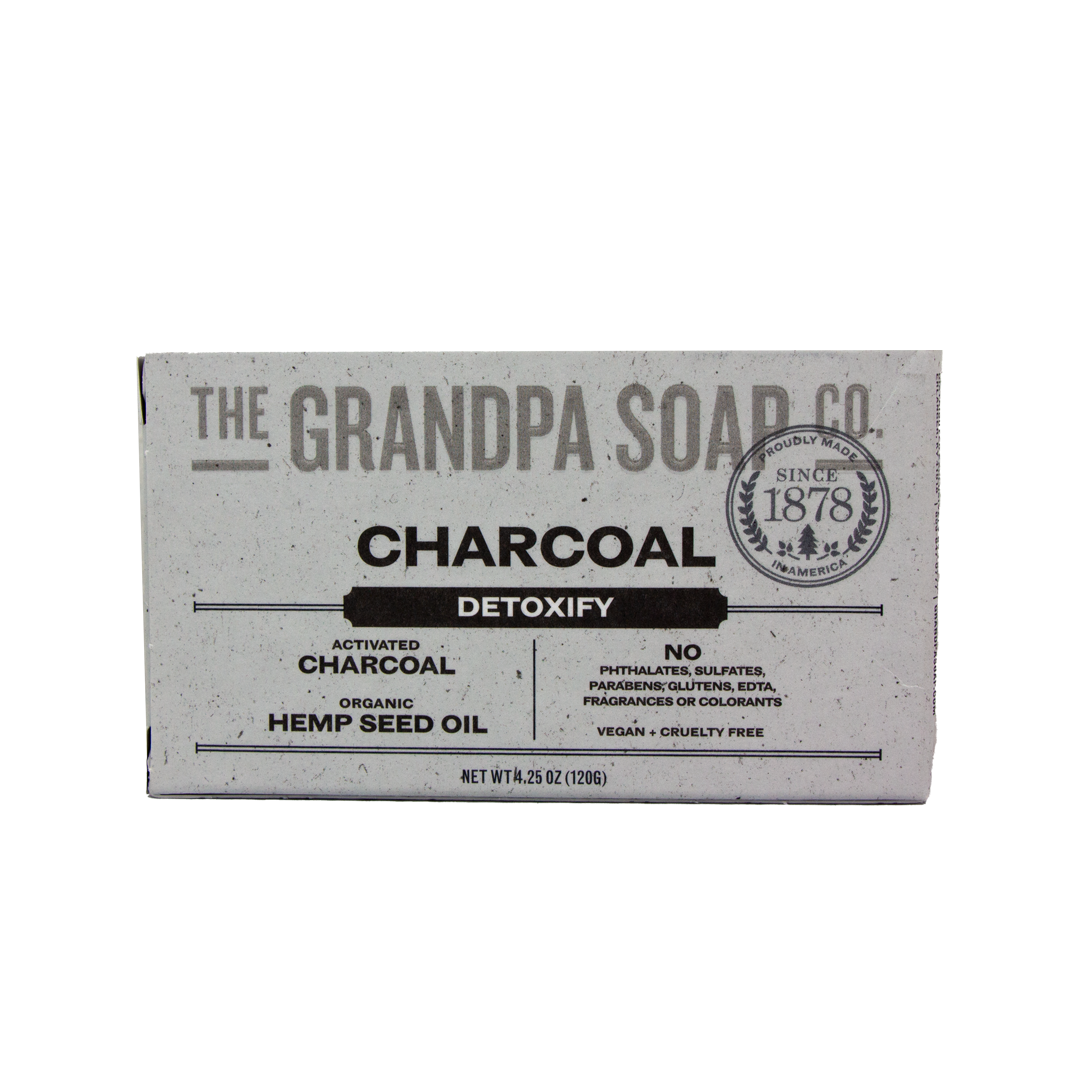 THE GRANDPA SOAP CO.
PROUDLY MADE
SINCE
1878
IN AMERICA
CHARCOAL
DETOXIFY
ACTIVATED
CHARCOAL
ORGANIC
HEMP SEED OIL
NO
PHTHALATES, SULFATES,
PARABENS, GLUTENS, EDTA,
FRAGRANCES OR COLORANTS
VEGAN + CRUELTY FREE
NET WT 4.25 OZ (120G)